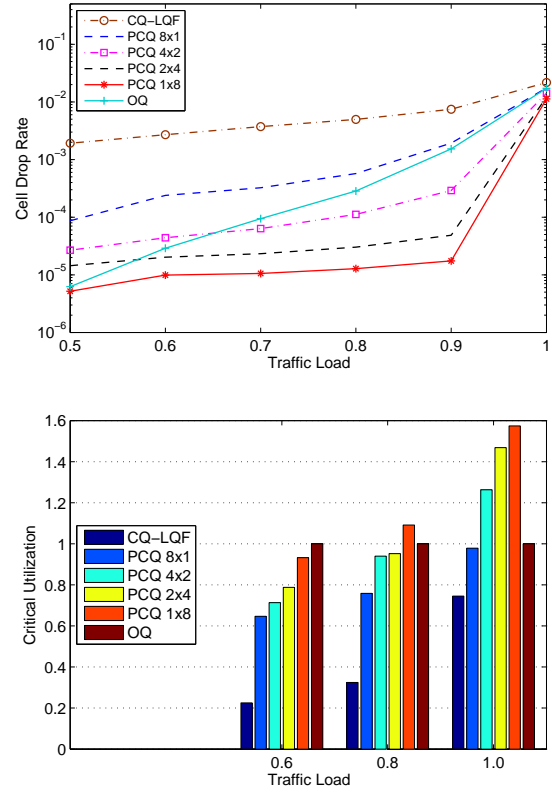 CQ−LQF
PCQ 8x1
PCQ 4x2
PCQ 2x4
PCQ 1x8
OQ
10−1
10−2
10−3
10−4
10−5
10−6
Cell Drop Rate
0.5 0.6 0.7 0.8 0.9 1
Traffic Load
1.6
1.4
1.2
1
0.8
0.6
0.4
0.2
0
Critical Utilization
CQ−LQF
PCQ 8x1
PCQ 4x2
PCQ 2x4
PCQ 1x8
OQ
0.6 0.8 1.0
Traffic Load